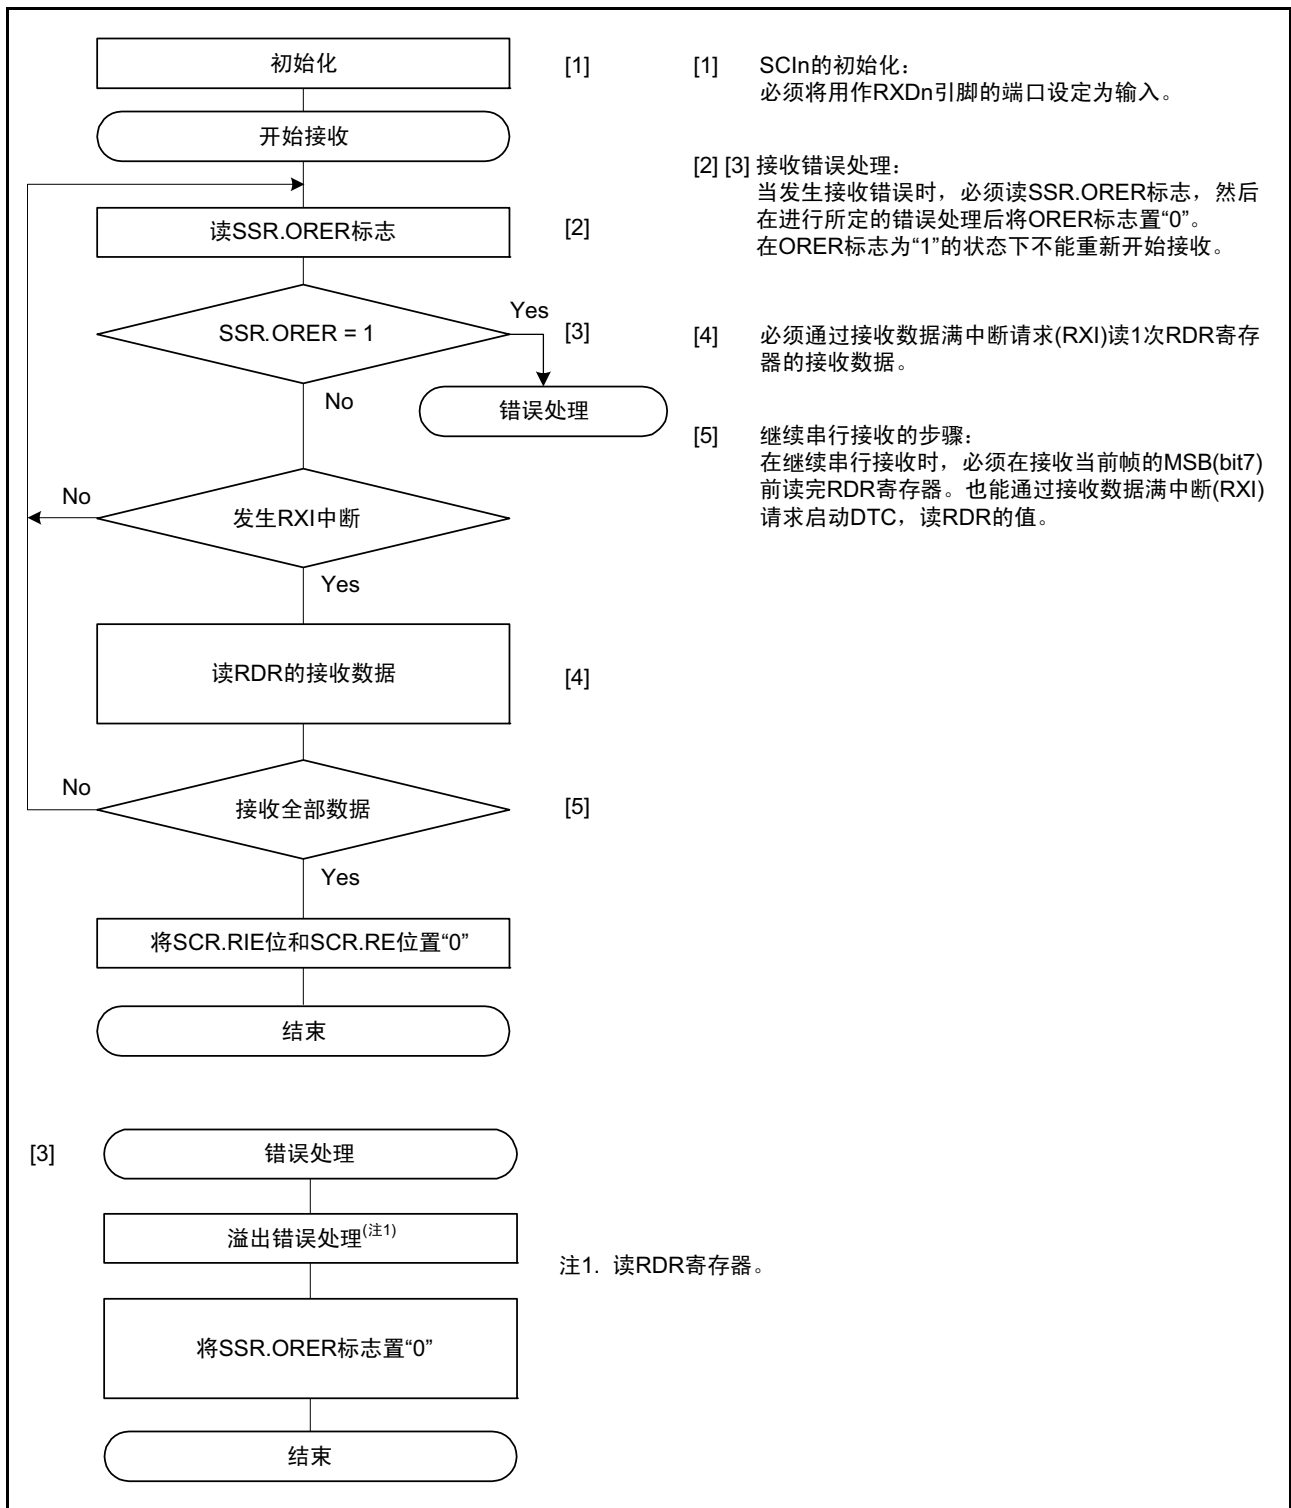 初始化
[1]
开始接收
读SSR.ORER标志
[2]
SSR.ORER = 1
Yes
[3]
No
错误处理
No
发生RXI中断
Yes
读RDR的接收数据
[4]
No
接收全部数据
[5]
Yes
将SCR.RIE位和SCR.RE位置“0”
结束
[1] SCIn的初始化：
必须将用作RXDn引脚的端口设定为输入。
[2] [3] 接收错误处理：
当发生接收错误时，必须读SSR.ORER标志，然后
在进行所定的错误处理后将ORER标志置“0”。
在ORER标志为“1”的状态下不能重新开始接收。
[4] 必须通过接收数据满中断请求(RXI)读1次RDR寄存
器的接收数据。
[5] 继续串行接收的步骤：
在继续串行接收时，必须在接收当前帧的MSB(bit7)
前读完RDR寄存器。也能通过接收数据满中断(RXI)
请求启动DTC，读RDR的值。
[3]
错误处理
溢出错误处理(注1)
注1. 读RDR寄存器。
将SSR.ORER标志置“0”
结束